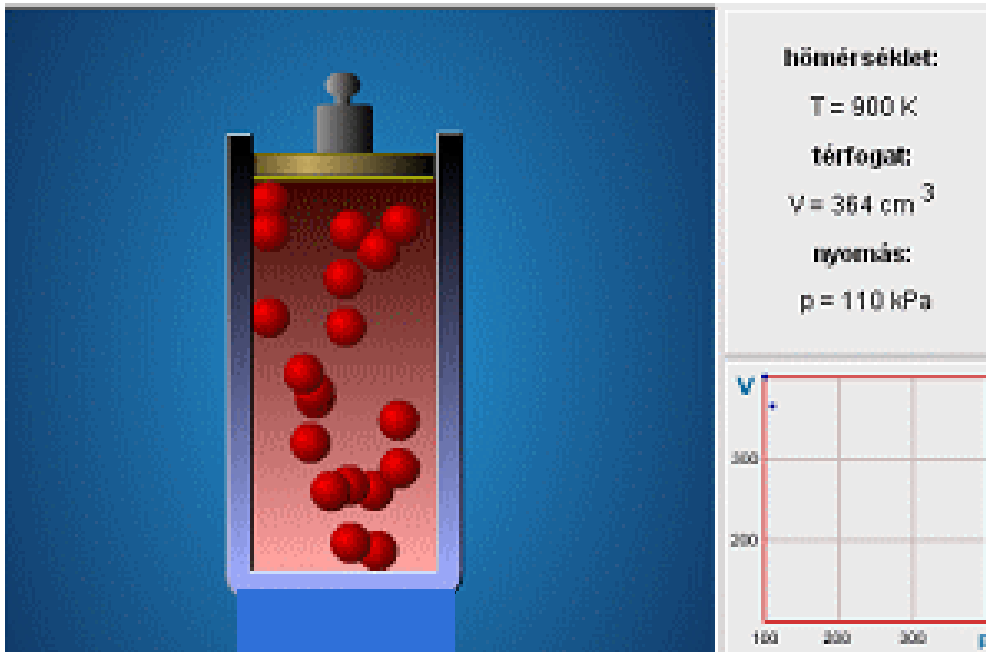 hőmérséklet:
T = 900 K
térfogat:
V = 364 cm 3
nyomás:
p = 110 kPa
V
300
200
100 200 300 p